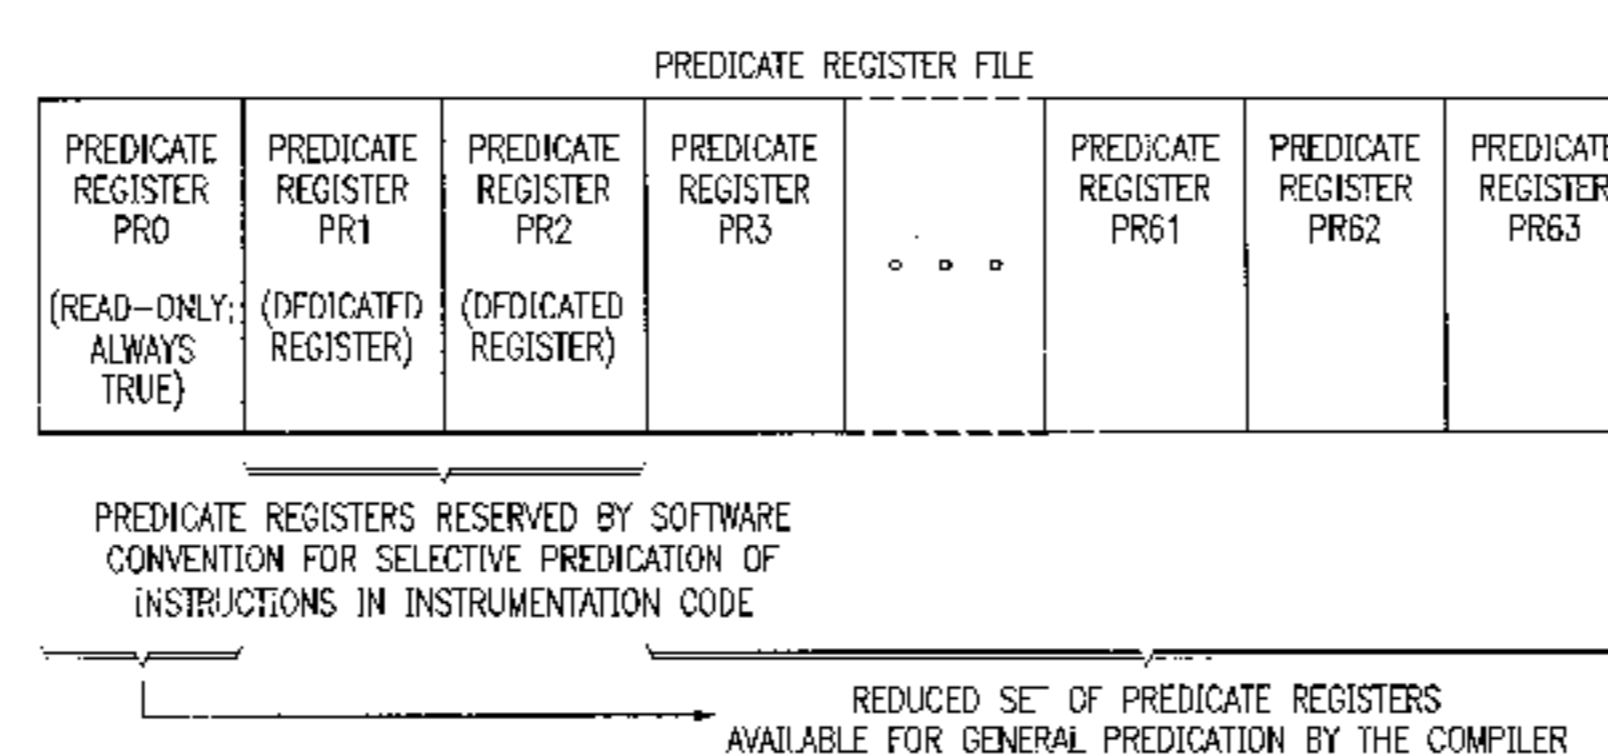 PREDICATE REGISTER FILE
PREDICATE
REGISTER
PR0
(READ-ONLY;
ALWAYS
TRUE)
PREDICATE
REGISTER
PR1
(DEDICATED
REGISTER)
PREDICATE
REGISTER
PR2
(DEDICATED
REGISTER)
PREDICATE
REGISTER
PR3
PREDICATE
REGISTER
PR61
PREDICATE
REGISTER
PR62
PREDICATE
REGISTER
PR63
PREDICATE REGISTERS RESERVED BY SOFTWARE
CONVENTION FOR SELECTIVE PREDICATION OF
INSTRUCTIONS IN INSTRUMENTATION CODE
REDUCED SET OF PREDICATE REGISTERS
AVAILABLE FOR GENERAL PREDICATION BY THE COMPILER